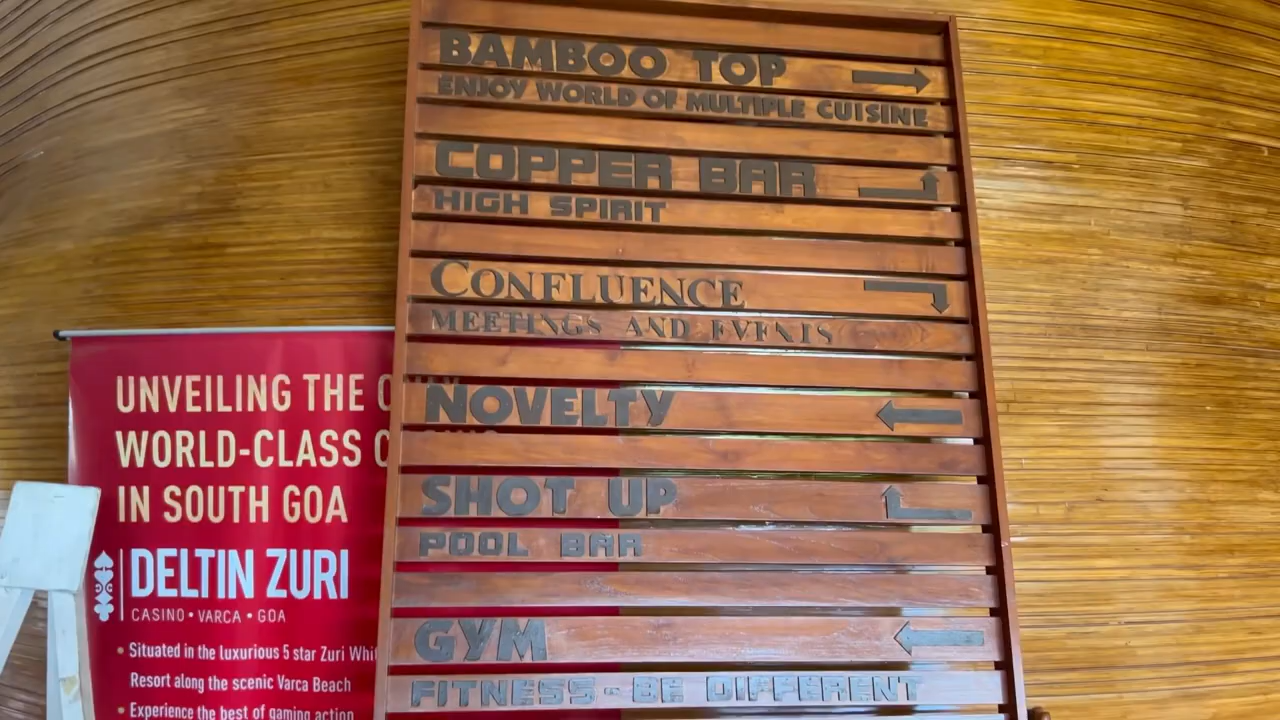 BAMBOO TOP
ENJOY WORLD OF MULTIPLE CUISINE
COPPER BAR
HIGH SPIRIT
CONFLUENCE
MEETINGS AND EVENTS
NOVELTY
SHOT UP
POOL BAR
GYM
FITNESS-BE DIFFERENT
UNVEILING THE
WORLD-CLASS
IN SOUTH GOA
DELTIN ZURI
CASINO • VARCA • GOA
• Situated in the luxurious 5 star Zuri
Resort along the scenic Varca Beach
• Experience the best of gaming action